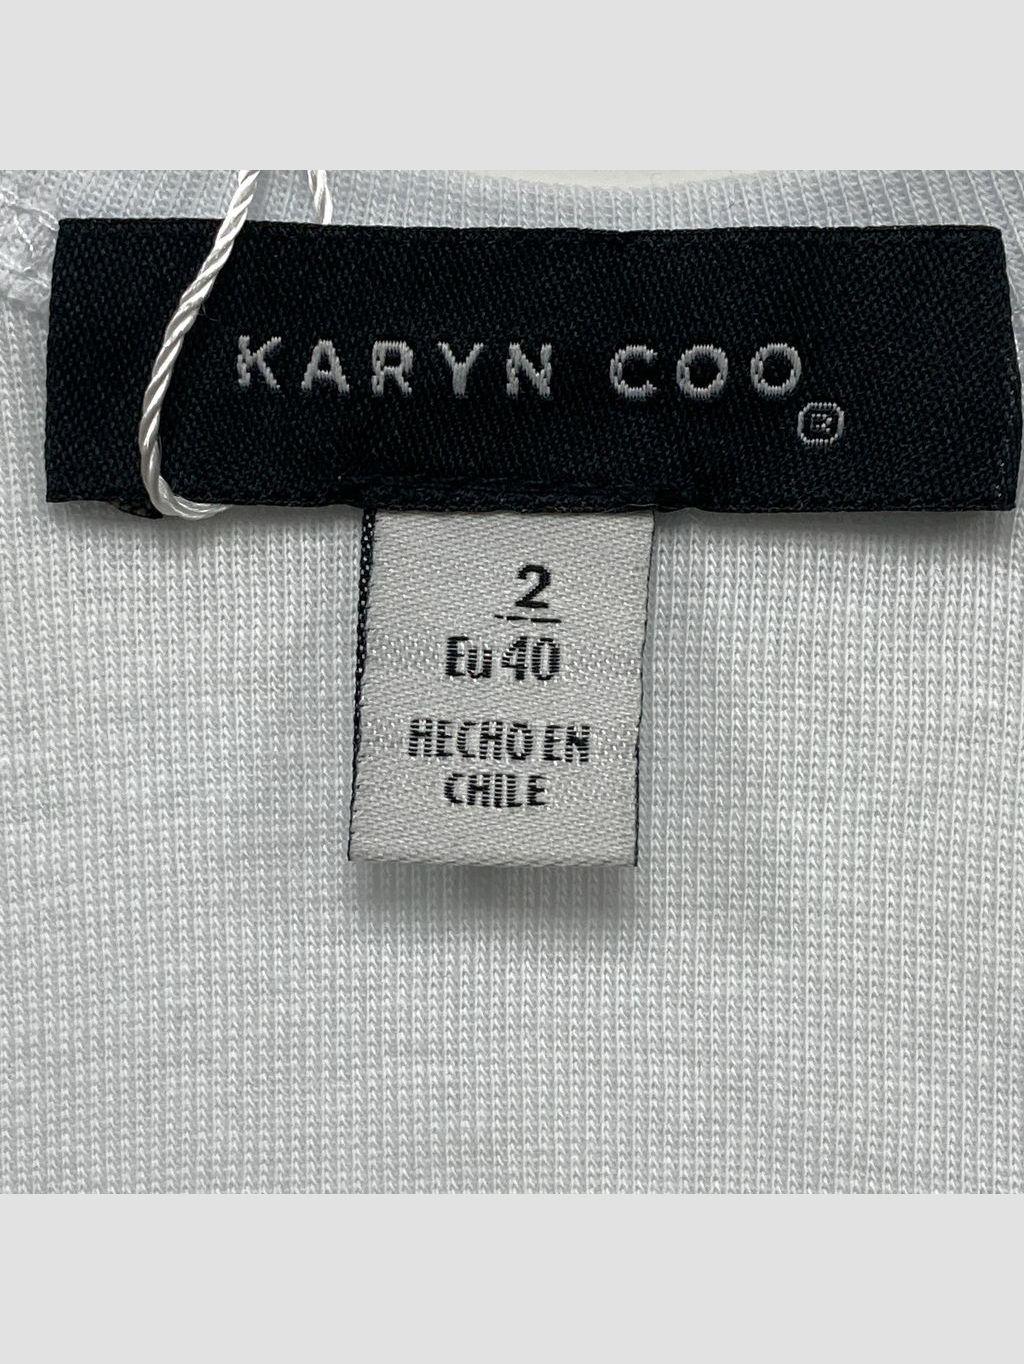 KARYN COO®
2
Eu 40
HECHO EN
CHILE